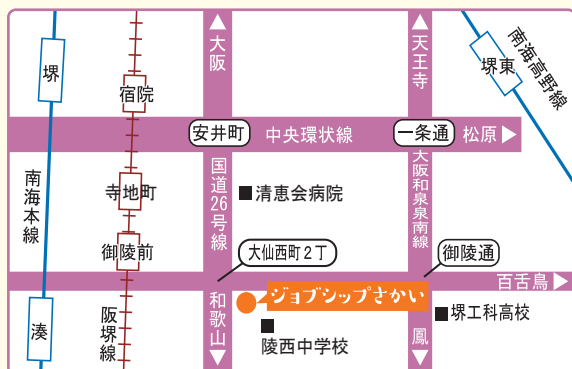 大阪
天王寺
堺
堺東
南海高野線
宿院
安井町
中央環状線
一条通
松原
南海本線
寺地町
国道26号線
清恵会病院
大阪和泉泉南線
御陵前
大仙西町2丁
御陵通
百舌鳥
湊
阪堺線
和歌山
ジョブシップさかい
陵西中学校
鳳
堺工科高校